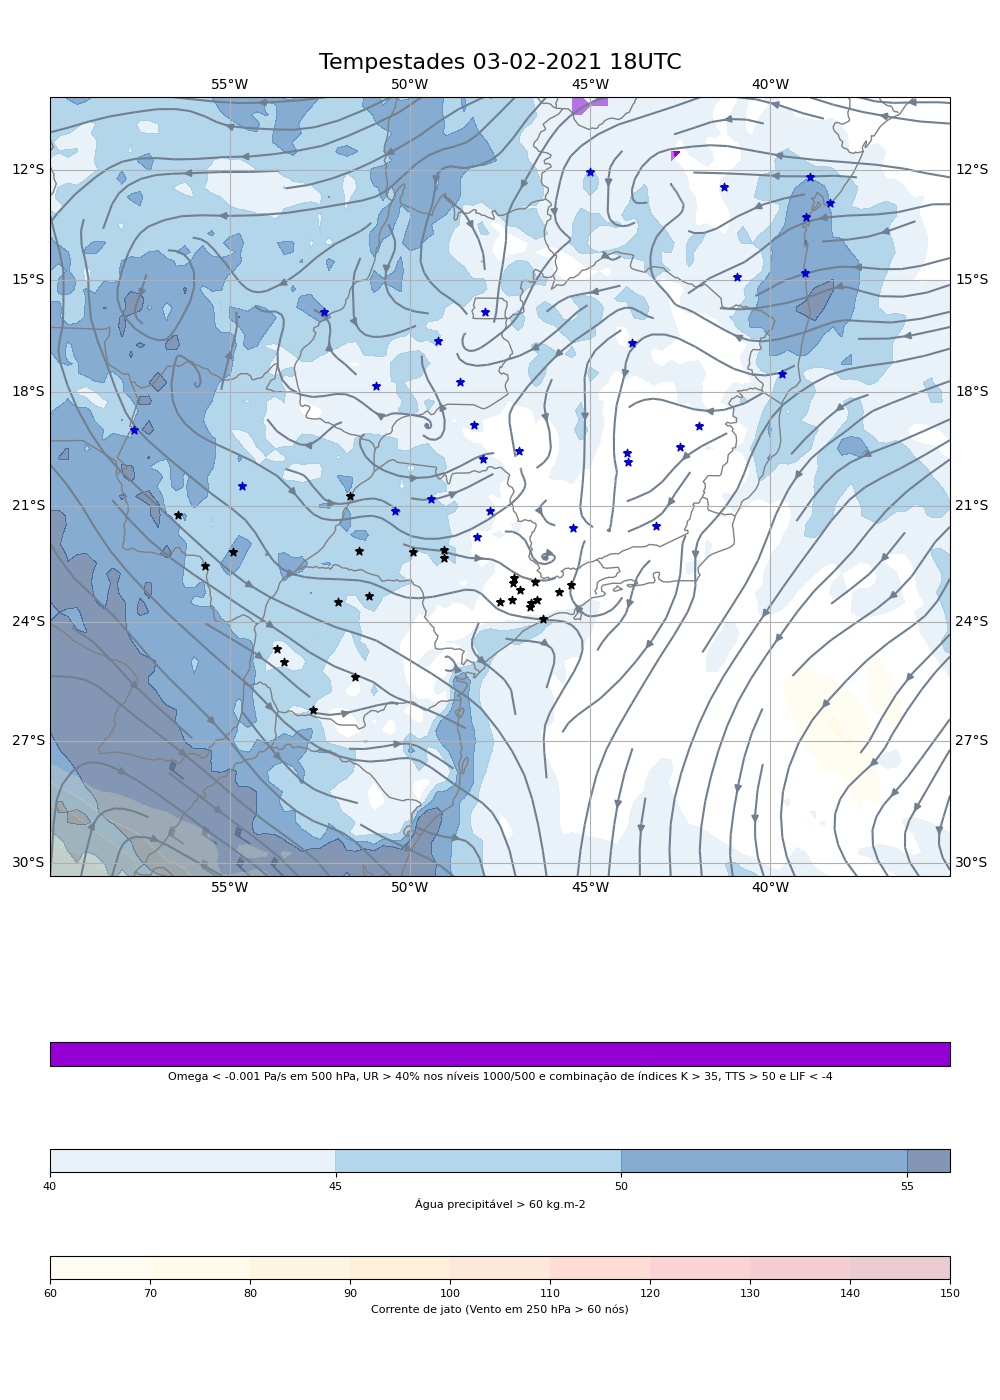 Tempestades 03-02-2021 18UTC
55°W 50°W 45°W 40°W
12°S 12°S
15°S 15°S
18°S 18°S
21°S 21°S
24°S 24°S
27°S 27°S
30°S 30°S
55°W 50°W 45°W 40°W
Omega < -0.001 Pa/s em 500 hPa, UR > 40% nos níveis 1000/500 e combinação de índices K > 35, TTS > 50 e LIF < -4
40 45 50 55
Água precipitável > 60 kg.m-2
60 70 80 90 100 110 120 130 140 150
Corrente de jato (Vento em 250 hPa > 60 nós)